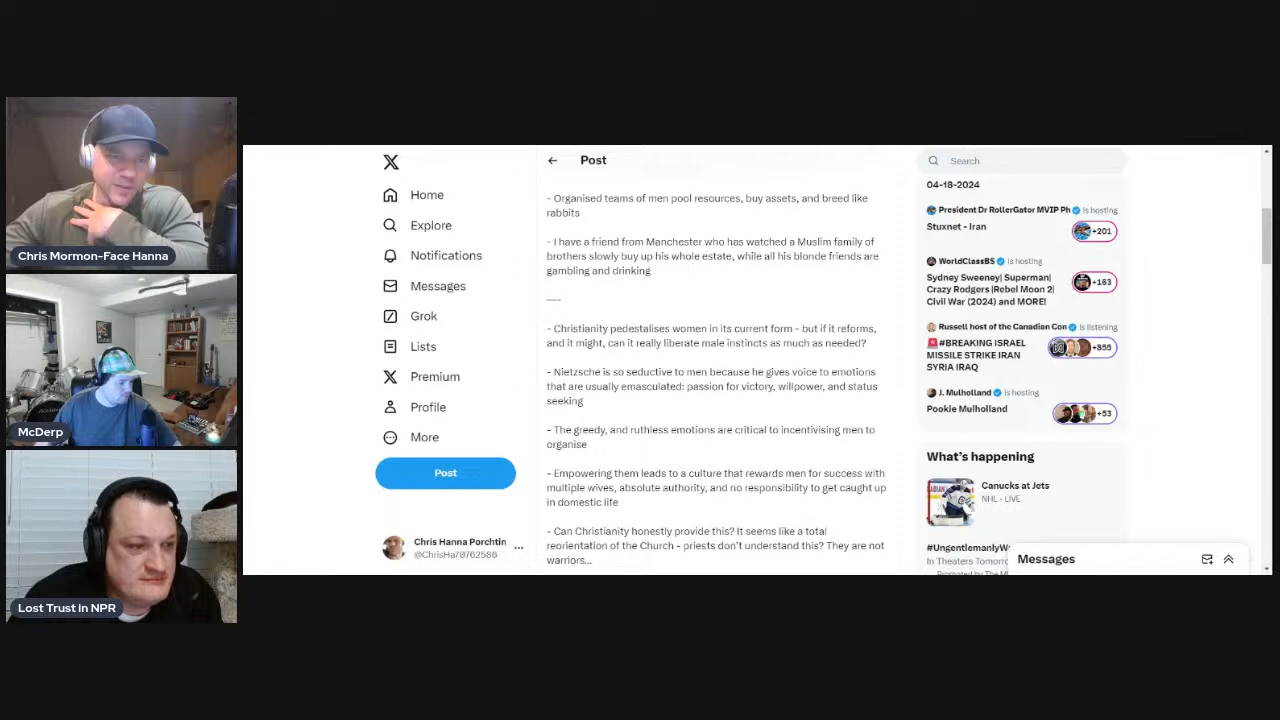 Chris Mormon-Face Hanna
McDerp
Lost Trust in NPR
X
Home
Explore
Notifications
Messages
Grok
Lists
Premium
Profile
More
Post
Chris Hanna Porchtin
@ChrisHa70762586
Post
- Organised teams of men pool resources, buy assets, and breed like
rabbits
- I have a friend from Manchester who has watched a Muslim family of
brothers slowly buy up his whole estate, while all his blonde friends are
gambling and drinking
—-
- Christianity pedestalises women in its current form - but if it reforms,
and it might, can it really liberate male instincts as much as needed?
- Nietzsche is so seductive to men because he gives voice to emotions
that are usually emasculated: passion for victory, willpower, and status
seeking
- The greedy, and ruthless emotions are critical to incentivising men to
organise
- Empowering them leads to a culture that rewards men for success with
multiple wives, absolute authority, and no responsibility to get caught up
in domestic life
- Can Christianity honestly provide this? It seems like a total
reorientation of the Church - priests don't understand this? They are not
warriors...
Search
04-18-2024
President Dr RollerGator MVIP Ph is hosting
Stuxnet - Iran
+201
WorldClassBS is hosting
Sydney Sweeney| Superman|
Crazy Rodgers |Rebel Moon 2|
Civil War (2024) and MORE!
+163
Russell host of the Canadian Con is listening
🚨#BREAKING ISRAEL
MISSILE STRIKE IRAN
SYRIA IRAQ
+855
J. Mulholland is hosting
Pookie Mulholland
+53
What's happening
Canucks at Jets
NHL - LIVE
#UngentlemanlyW
In Theaters Tomorro
Messages